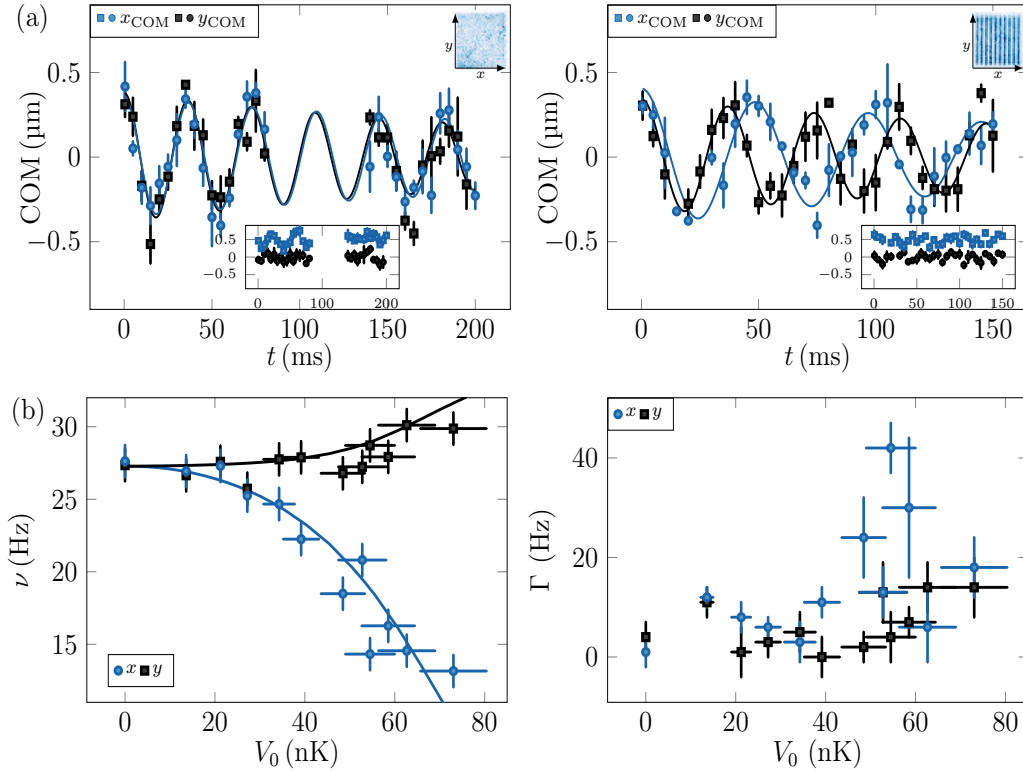 (a)
x_COM y_COM
y
x
COM (μm)
0.5
0
−0.5
0.5
0
−0.5
0 100 200
0 50 100 150 200
t (ms)
x_COM y_COM
y
x
COM (μm)
0.5
0
−0.5
0.5
0
−0.5
0 50 100 150
0 50 100 150
t (ms)
(b)
ν (Hz)
30
25
20
15
x y
0 20 40 60 80
V_0 (nK)
x y
Γ (Hz)
40
20
0
0 20 40 60 80
V_0 (nK)